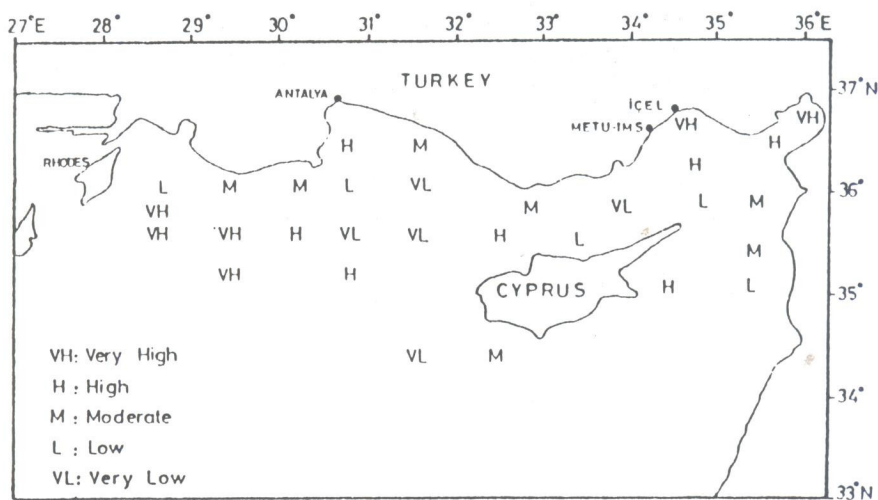 27°E 28° 29° 30° 31° 32° 33° 34° 35° 36°E
TURKEY
37°N
ANTALYA
İÇEL
VH
METU-IMS VH
H M H
RHODES
H
L M M L VL 36°
M VL L M
VH
VH VH H VL VL H L
M
VH H
CYPRUS H L 35°
VH: Very High VL M
H : High
M : Moderate 34°
L : Low
VL: Very Low
33°N